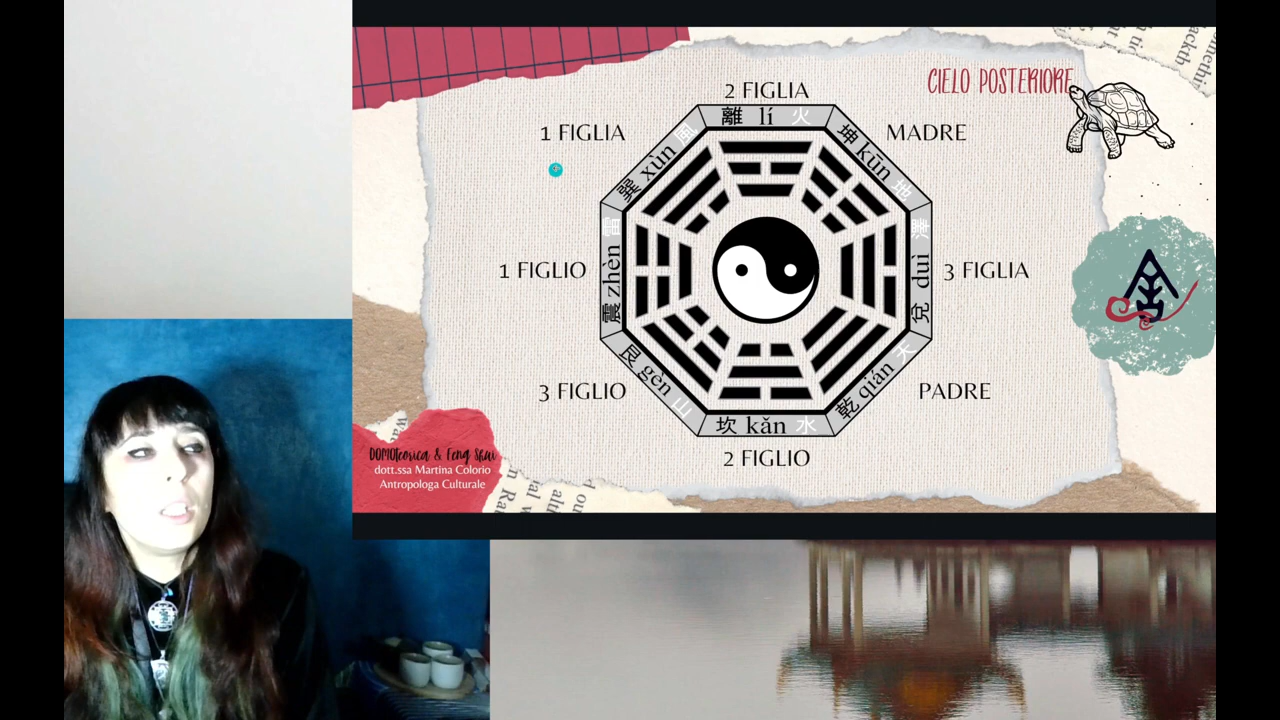 CIELO POSTERIORE
2 FIGLIA
1 FIGLIA
MADRE
離 lí 火
巽 xùn 風
坤 kūn 地
震 zhèn 雷
兌 duì 澤
1 FIGLIO
3 FIGLIA
艮 gèn 山
乾 qián 天
3 FIGLIO
PADRE
坎 kǎn 水
2 FIGLIO
DOMOteorica & Feng Shui
dott.ssa Martina Colorio
Antropologa Culturale